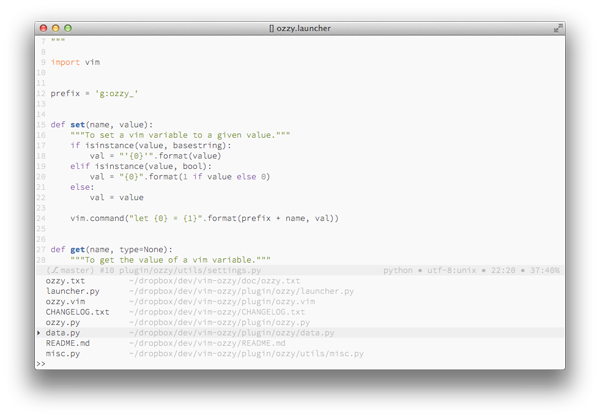 [] ozzy.launcher
7 """
8
9 import vim
10
11
12 prefix = 'g:ozzy_'
13
14
15 def set(name, value):
16     """To set a vim variable to a given value."""
17     if isinstance(value, basestring):
18         val = "'{0}'".format(value)
19     elif isinstance(value, bool):
20         val = "{0}".format(1 if value else 0)
21     else:
22         val = value
23
24     vim.command("let {0} = {1}".format(prefix + name, val))
25
26
27 def get(name, type=None):
28     """To get the value of a vim variable."""
(master) #18 plugin/ozzy/utils/settings.py python • utf-8:unix • 22:20 • 37:40%
ozzy.txt ~/dropbox/dev/vim-ozzy/doc/ozzy.txt
launcher.py ~/dropbox/dev/vim-ozzy/plugin/ozzy/launcher.py
ozzy.vim ~/dropbox/dev/vim-ozzy/plugin/ozzy.vim
CHANGELOG.txt ~/dropbox/dev/vim-ozzy/CHANGELOG.txt
ozzy.py ~/dropbox/dev/vim-ozzy/plugin/ozzy.py
data.py ~/dropbox/dev/vim-ozzy/plugin/ozzy/data.py
README.md ~/dropbox/dev/vim-ozzy/README.md
misc.py ~/dropbox/dev/vim-ozzy/plugin/ozzy/utils/misc.py
>>